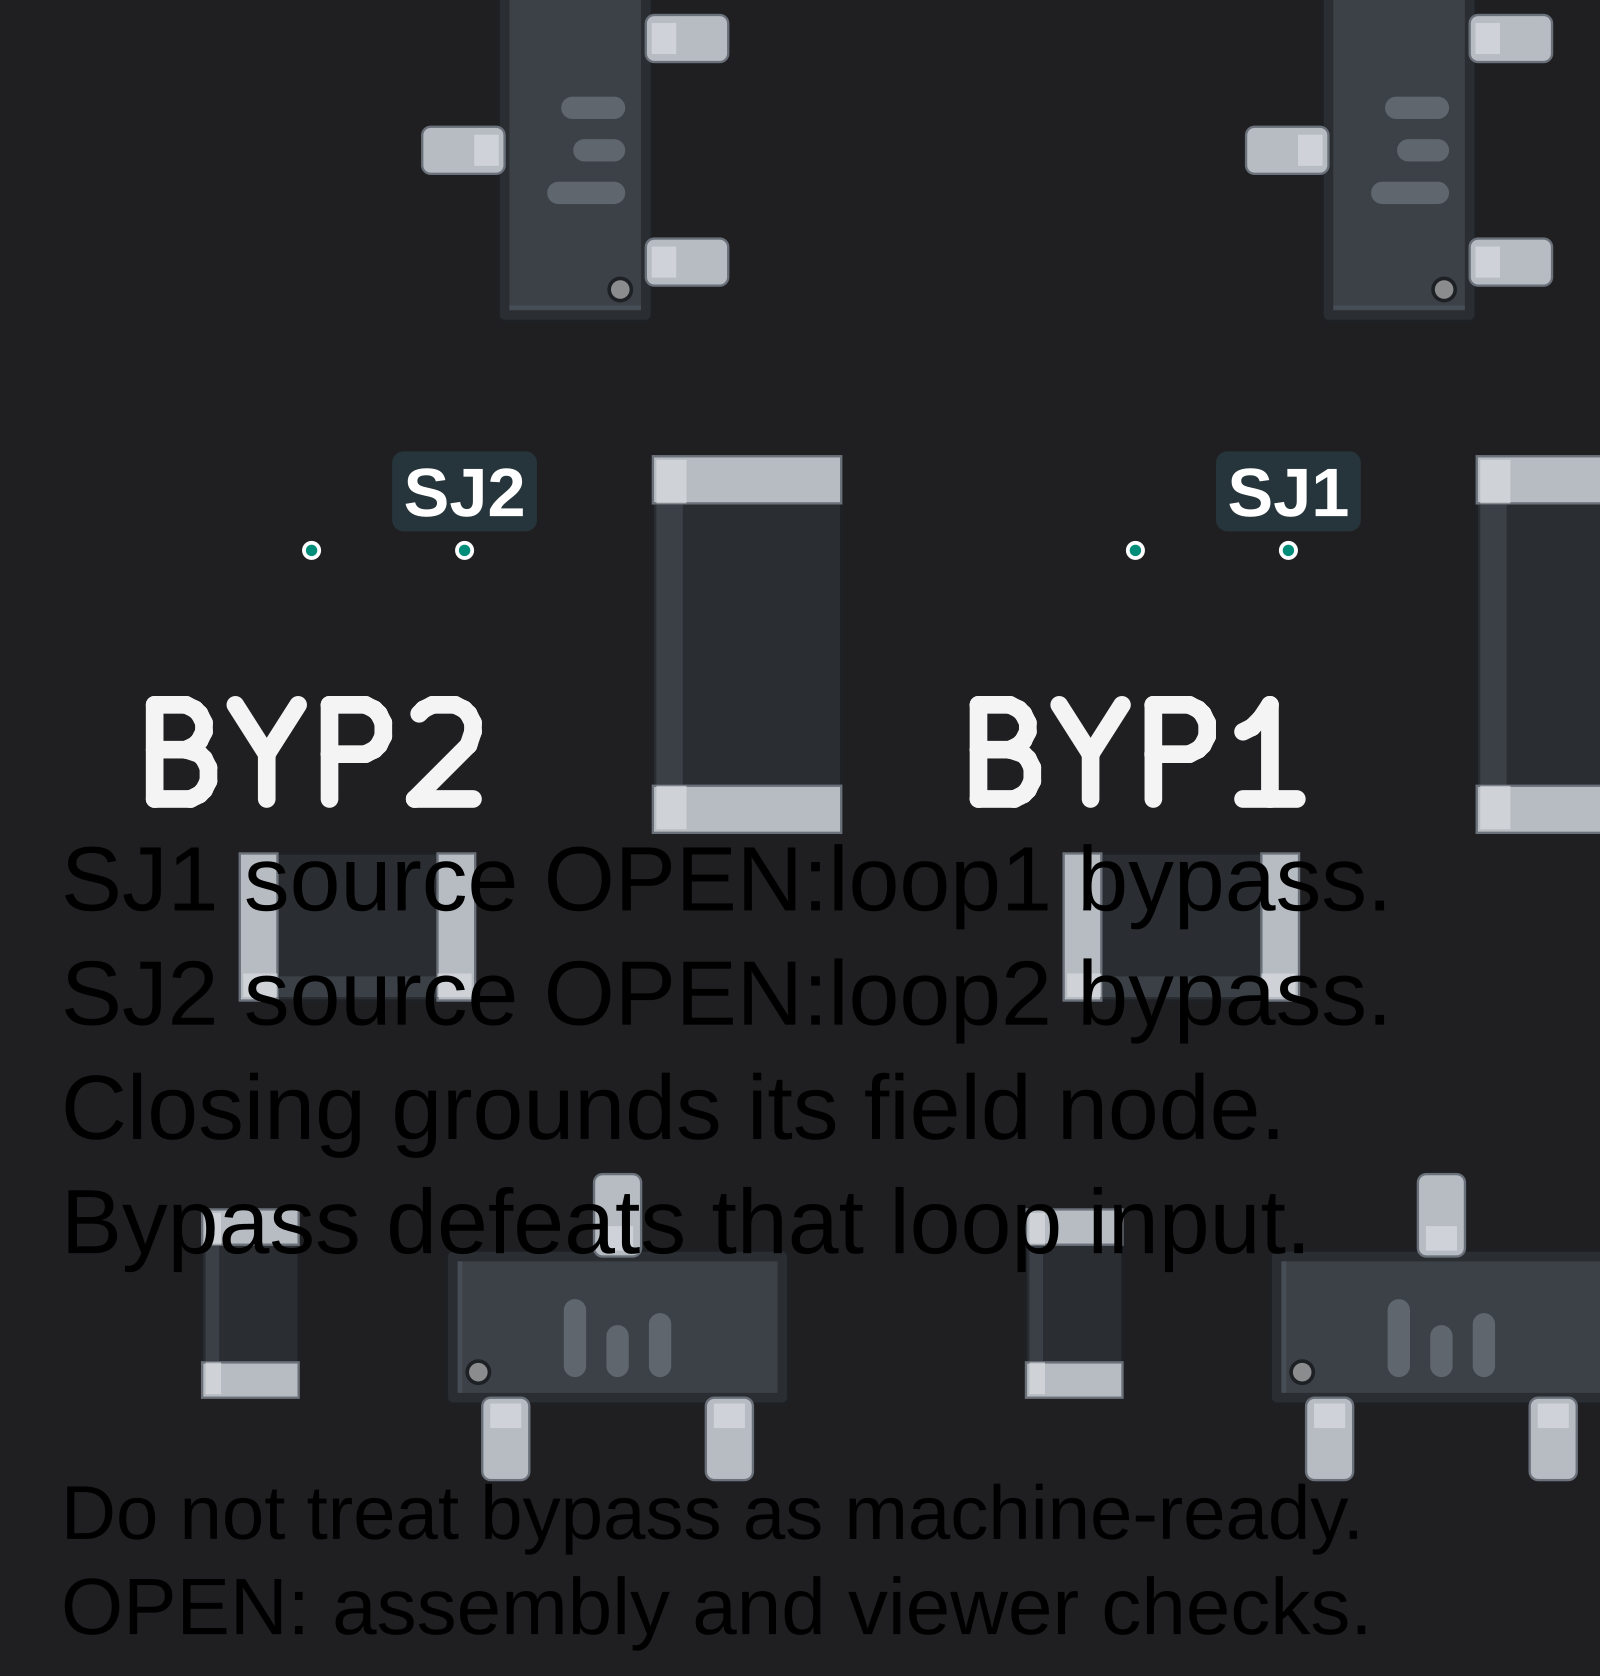 SJ2 SJ1
BYP2 BYP1
SJ1 source OPEN:loop1 bypass.
SJ2 source OPEN:loop2 bypass.
Closing grounds its field node.
Bypass defeats that loop input.
Do not treat bypass as machine-ready.
OPEN: assembly and viewer checks.